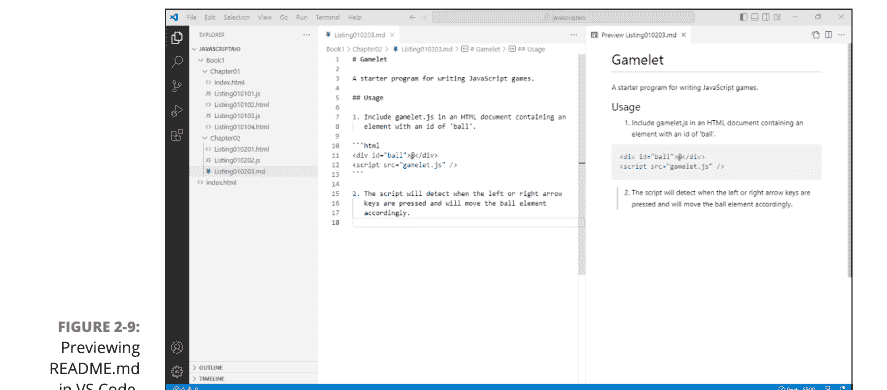 File Edit Selection View Go Run Terminal Help
javascriptaio
EXPLORER
JAVASCRIPTAIO
Book1
Chapter01
index.html
Listing010101.js
Listing010102.html
Listing010103.js
Listing010104.html
Chapter02
Listing010201.html
Listing010202.js
Listing010203.md
index.html
OUTLINE
TIMELINE
Listing010203.md
Book1 > Chapter02 > Listing010203.md > # Gamelet > ## Usage
1 # Gamelet
2
3 A starter program for writing JavaScript games.
4
5 ## Usage
6
7 1. Include gamelet.js in an HTML document containing an
8 element with an id of 'ball'.
9
10 ```html
11 <div id="ball">@</div>
12 <script src="gamelet.js" />
13 ```
14
15 2. The script will detect when the left or right arrow
16 keys are pressed and will move the ball element
17 accordingly.
18
Preview Listing010203.md
Gamelet
A starter program for writing JavaScript games.
Usage
1. Include gamelet.js in an HTML document containing an
element with an id of 'ball'.
<div id="ball">@</div>
<script src="gamelet.js" />
2. The script will detect when the left or right arrow keys are
pressed and will move the ball element accordingly.
FIGURE 2-9:
Previewing
README.md
in VS Code.